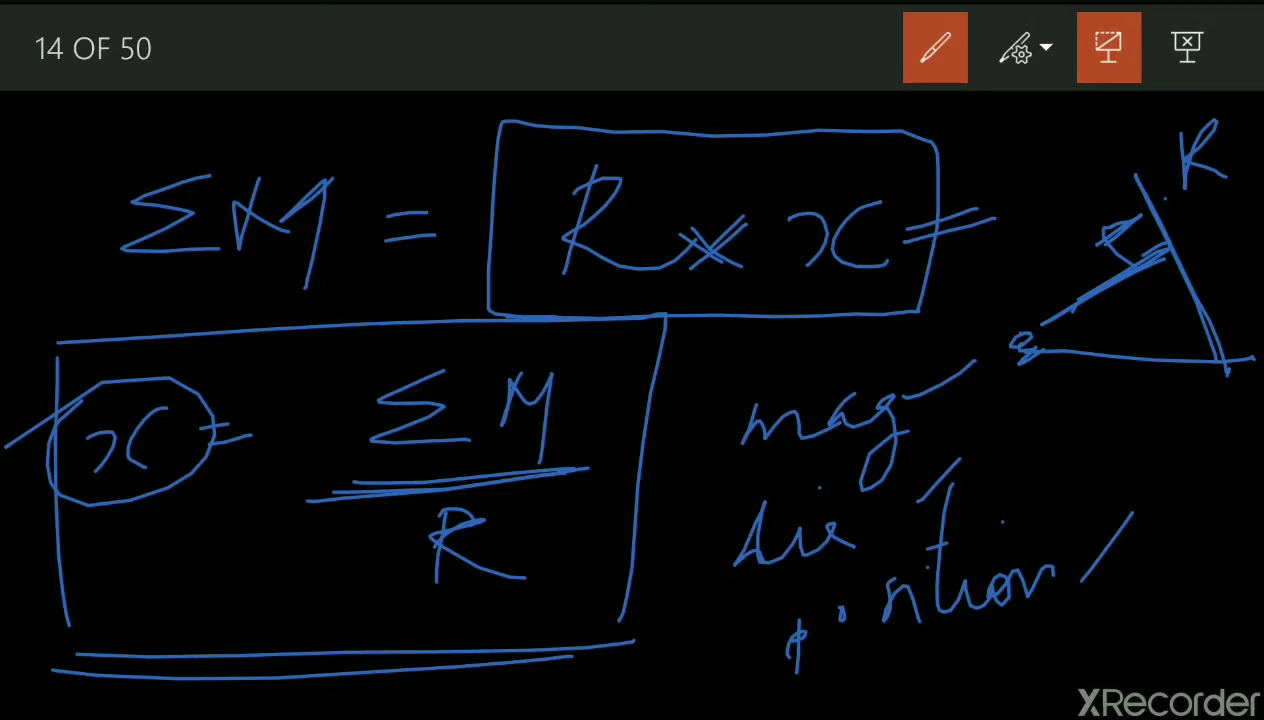 14 OF 50
ΣM = R × x =
R
x = ΣM / R
mag
dir
position
XRecorder